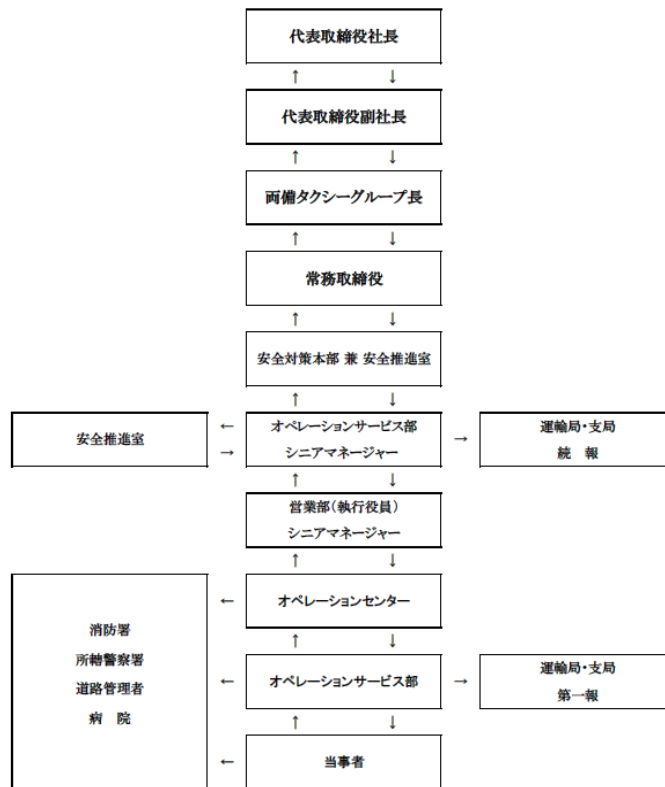 代表取締役社長
↑ ↓
代表取締役副社長
↑ ↓
両備タクシーグループ長
↑ ↓
常務取締役
↑ ↓
安全対策本部 兼 安全推進室
↑ ↓
安全推進室
←
→
オペレーションサービス部
シニアマネージャー
→
運輸局・支局
続 報
↑ ↓
営業部(執行役員)
シニアマネージャー
↑ ↓
消防署
所轄警察署
道路管理者
病 院
←
オペレーションセンター
↑ ↓
←
オペレーションサービス部
→
運輸局・支局
第一報
↑ ↓
←
当事者